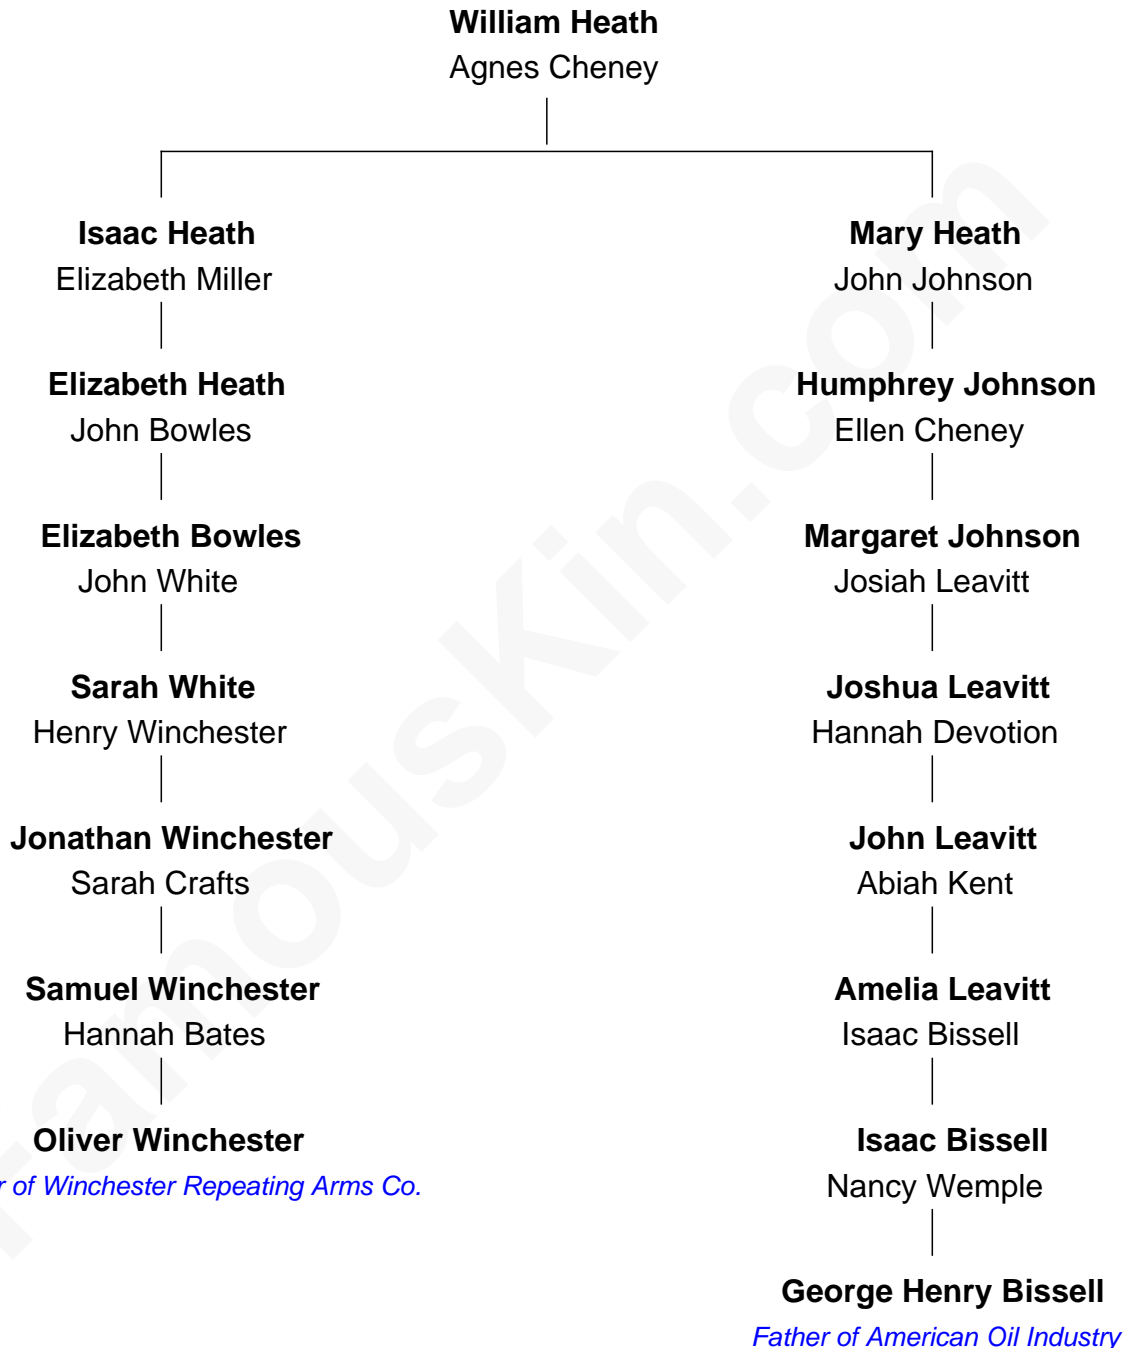 William Heath
Agnes Cheney
Isaac Heath
Elizabeth Miller
Mary Heath
John Johnson
Elizabeth Heath
John Bowles
Humphrey Johnson
Ellen Cheney
Elizabeth Bowles
John White
Margaret Johnson
Josiah Leavitt
Sarah White
Henry Winchester
Joshua Leavitt
Hannah Devotion
Jonathan Winchester
Sarah Crafts
John Leavitt
Abiah Kent
Samuel Winchester
Hannah Bates
Amelia Leavitt
Isaac Bissell
Oliver Winchester
r of Winchester Repeating Arms Co.
Isaac Bissell
Nancy Wemple
George Henry Bissell
Father of American Oil Industry
FamousKin.com